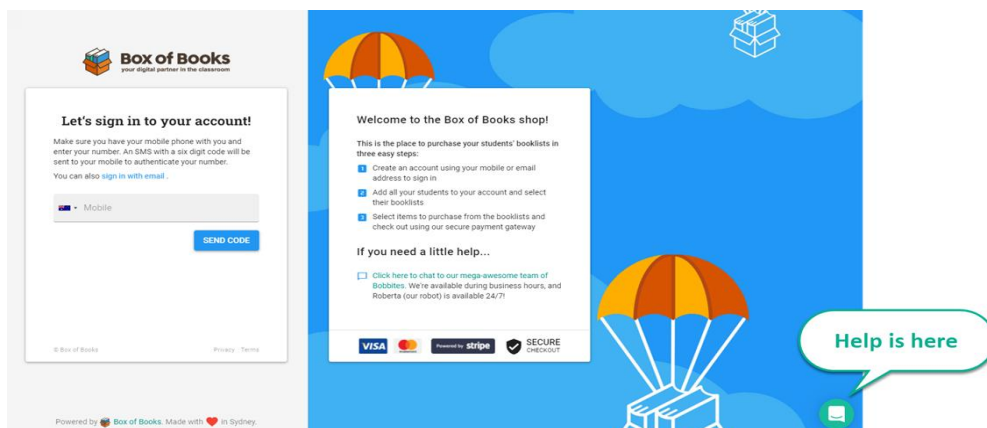 Box of Books
your digital partner in the classroom
Let's sign in to your account!
Make sure you have your mobile phone with you and
enter your number. An SMS with a six digit code will be
sent to your mobile to authenticate your number.
You can also sign in with email .
Mobile
SEND CODE
© Box of Books
Privacy · Terms
Powered by Box of Books. Made with in Sydney.
Welcome to the Box of Books shop!
This is the place to purchase your students' booklists in
three easy steps:
1 Create an account using your mobile or email
address to sign in
2 Add all your students to your account and select
their booklists
3 Select items to purchase from the booklists and
check out using our secure payment gateway
If you need a little help...
Click here to chat to our mega-awesome team of
Bobbites. We're available during business hours, and
Roberta (our robot) is available 24/7!
VISA
Powered by stripe
SECURE
CHECKOUT
Help is here